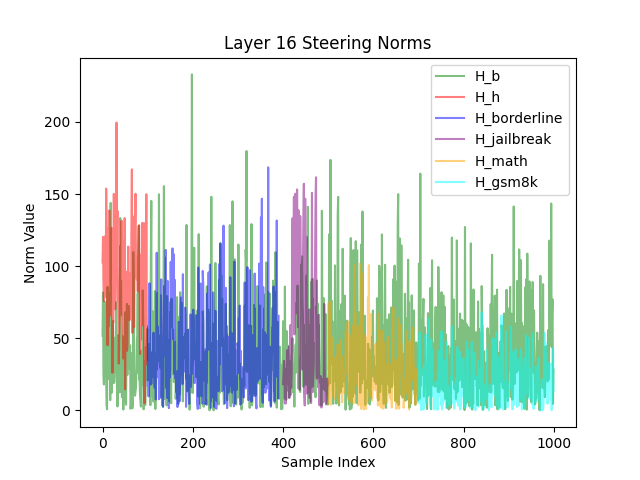 Layer 16 Steering Norms
H_b
H_h
H_borderline
H_jailbreak
H_math
H_gsm8k
Norm Value
200
150
100
50
0
0
200
400
600
800
1000
Sample Index